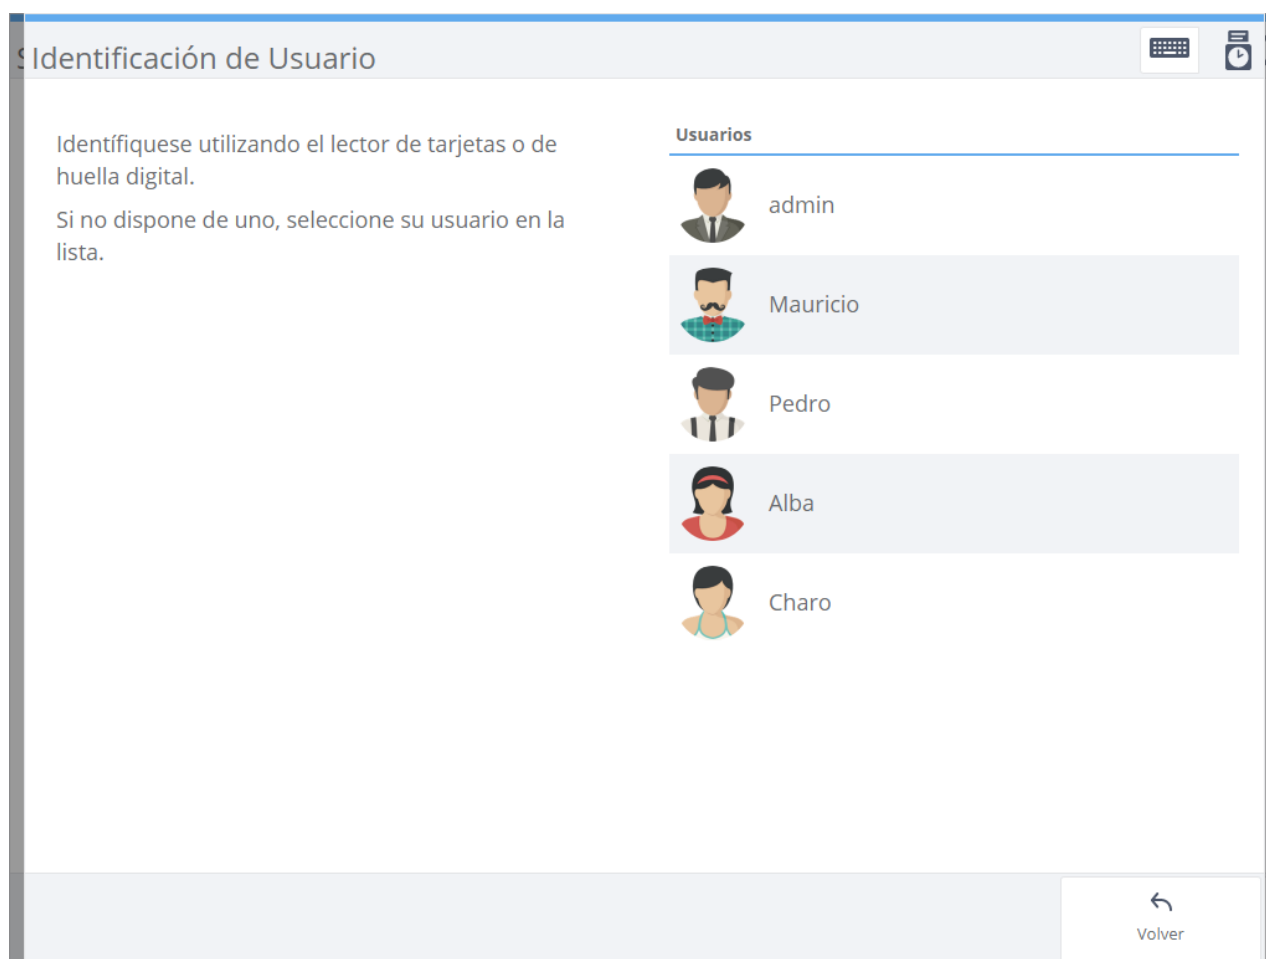 Identificación de Usuario
Identífiquese utilizando el lector de tarjetas o de
huella digital.
Si no dispone de uno, seleccione su usuario en la
lista.
Usuarios
admin
Mauricio
Pedro
Alba
Charo
Volver